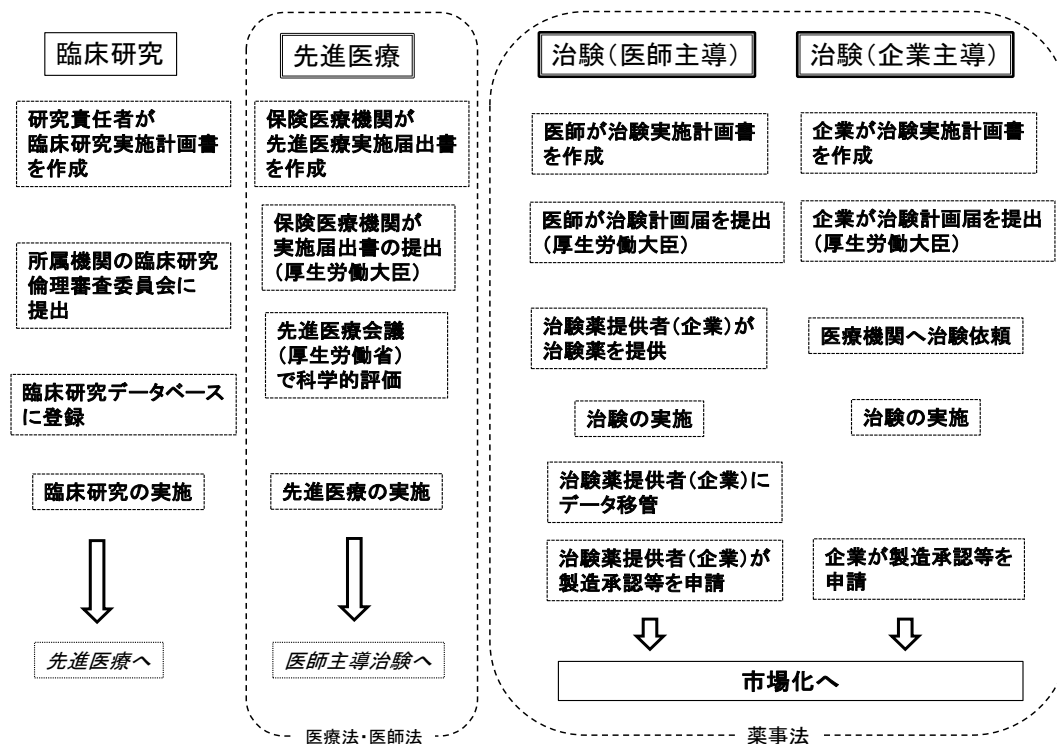 臨床研究
研究責任者が
臨床研究実施計画書
を作成
所属機関の臨床研究
倫理審査委員会に
提出
臨床研究データベース
に登録
臨床研究の実施
先進医療へ
先進医療
保険医療機関が
先進医療実施届出書
を作成
保険医療機関が
実施届出書の提出
(厚生労働大臣)
先進医療会議
(厚生労働省)
で科学的評価
先進医療の実施
医師主導治験へ
医療法・医師法
治験(医師主導)
医師が治験実施計画書
を作成
医師が治験計画届を提出
(厚生労働大臣)
治験薬提供者(企業)が
治験薬を提供
治験の実施
治験薬提供者(企業)に
データ移管
治験薬提供者(企業)が
製造承認等を申請
治験(企業主導)
企業が治験実施計画書
を作成
企業が治験計画届を提出
(厚生労働大臣)
医療機関へ治験依頼
治験の実施
企業が製造承認等を
申請
市場化へ
薬事法